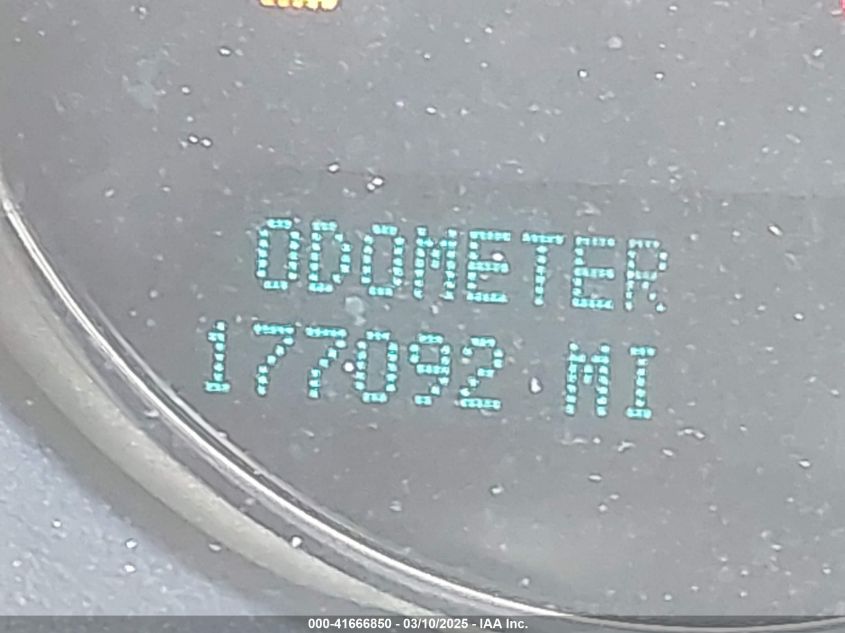 ODOMETER
177092 MI
000-41666850 - 03/10/2025 - IAA Inc.